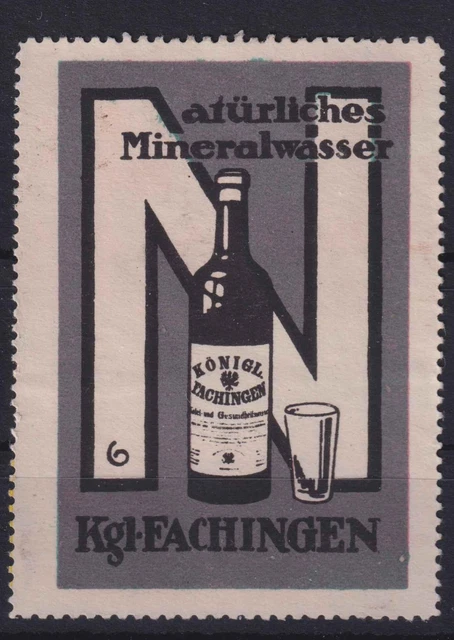 Natürliches
Mineralwasser
KÖNIGL.
FACHINGEN
6
Kgl·FACHINGEN